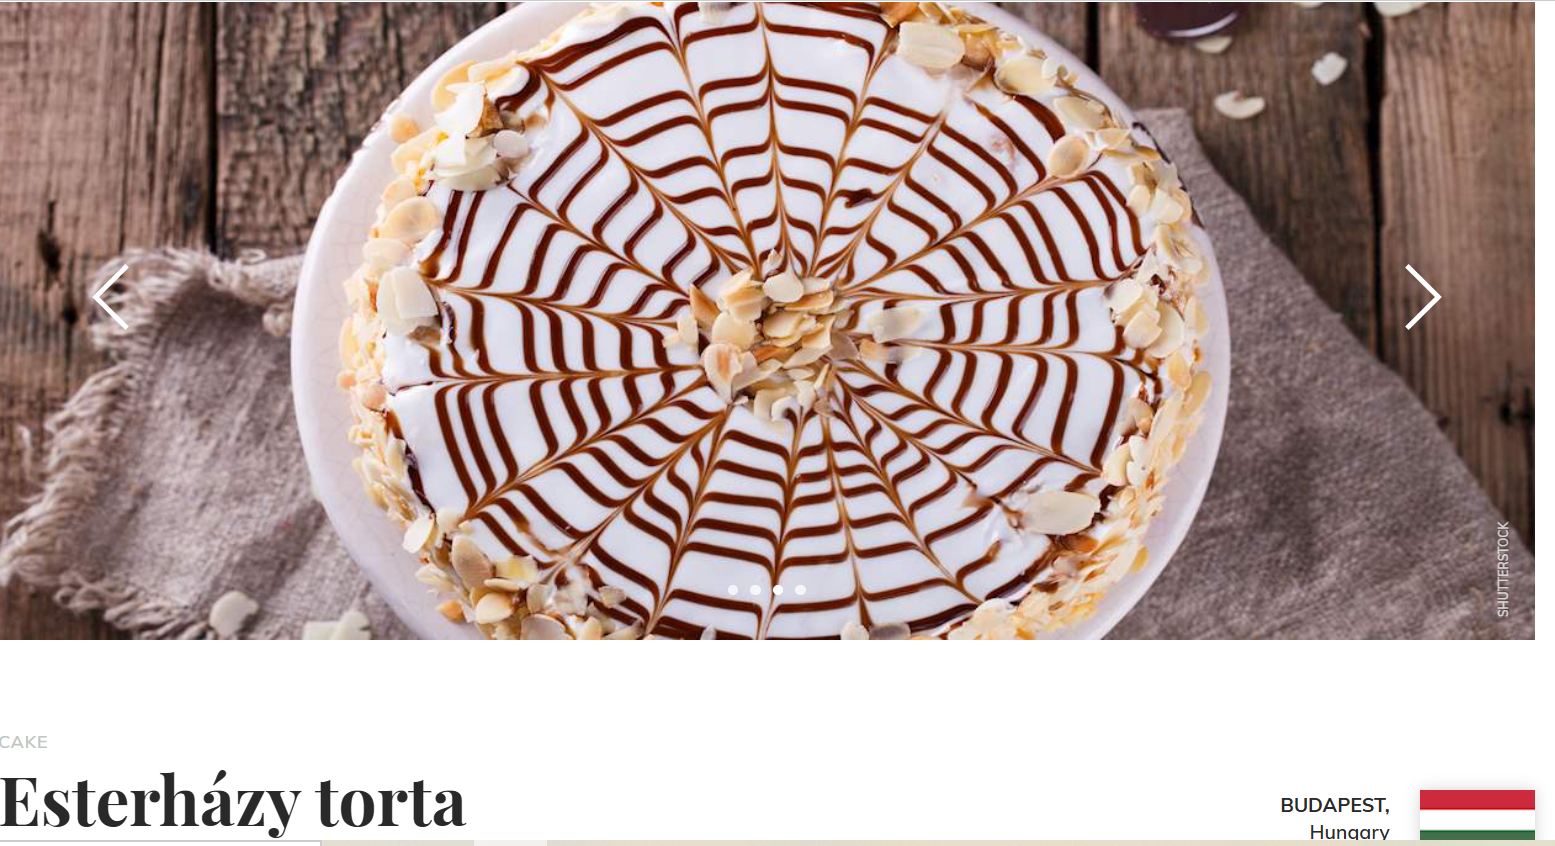 SHUTTERSTOCK
CAKE
Esterházy torta
BUDAPEST,
Hungary